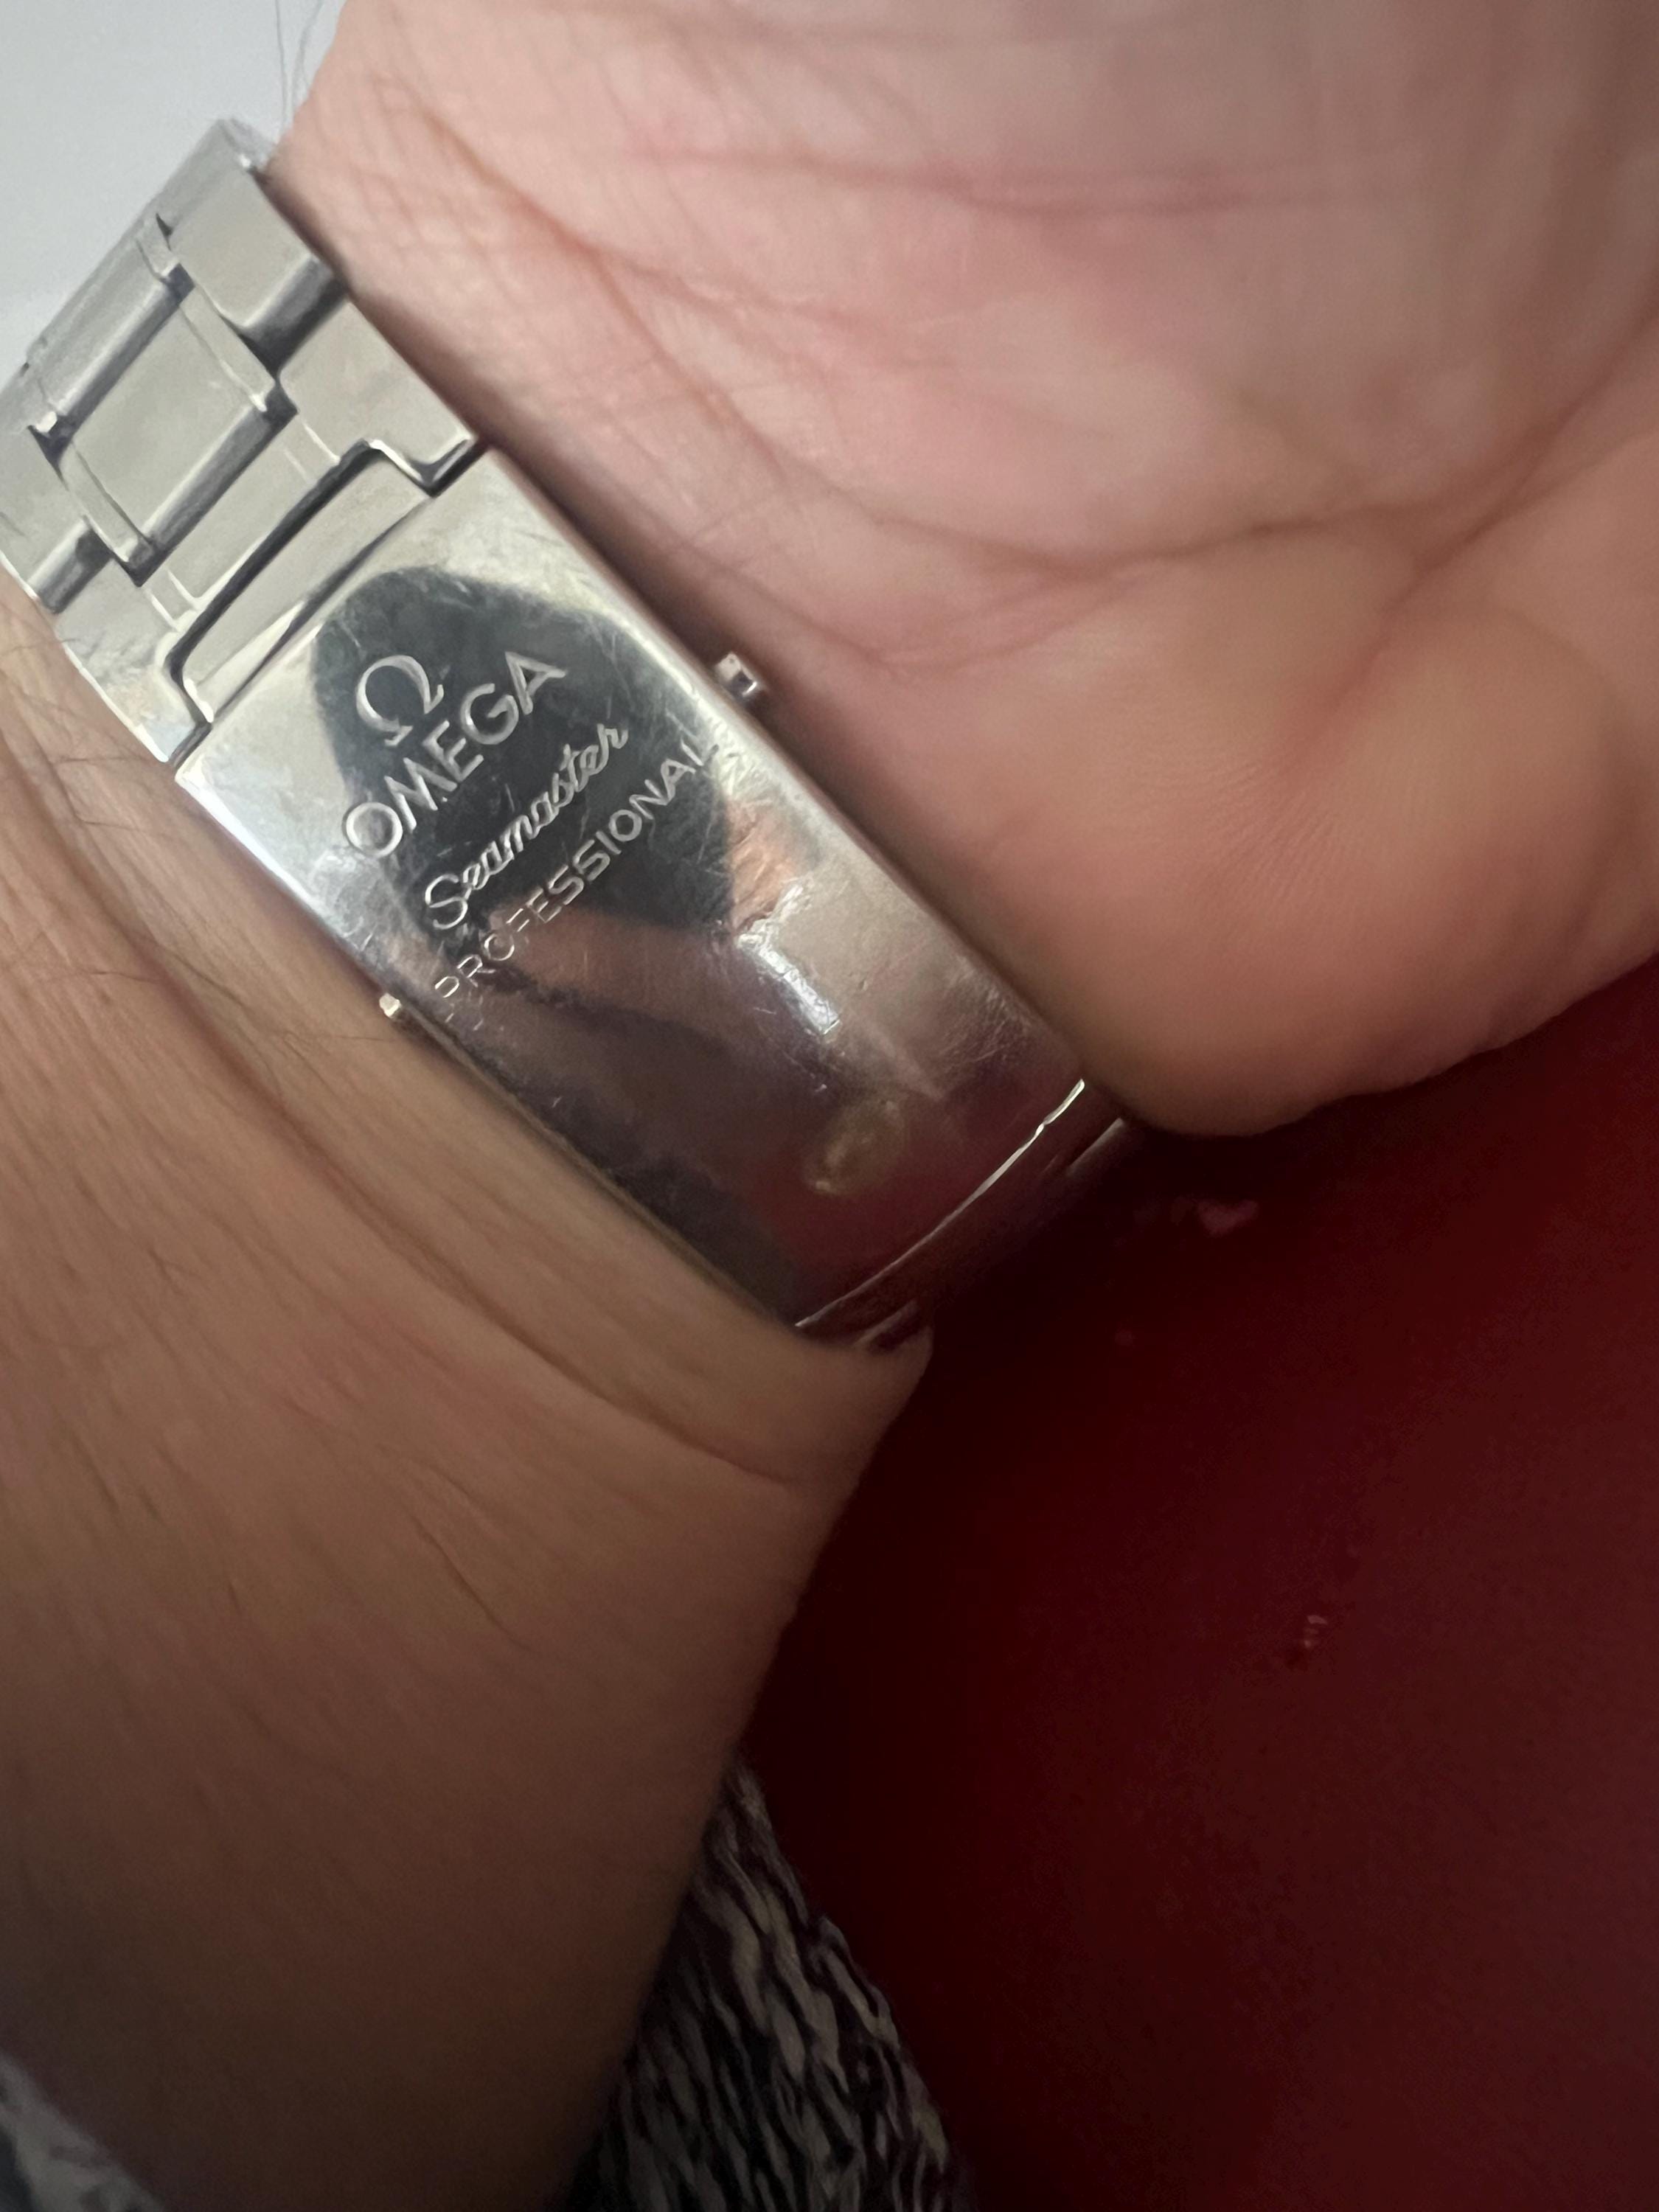 Ω
OMEGA
Seamaster
PROFESSIONAL